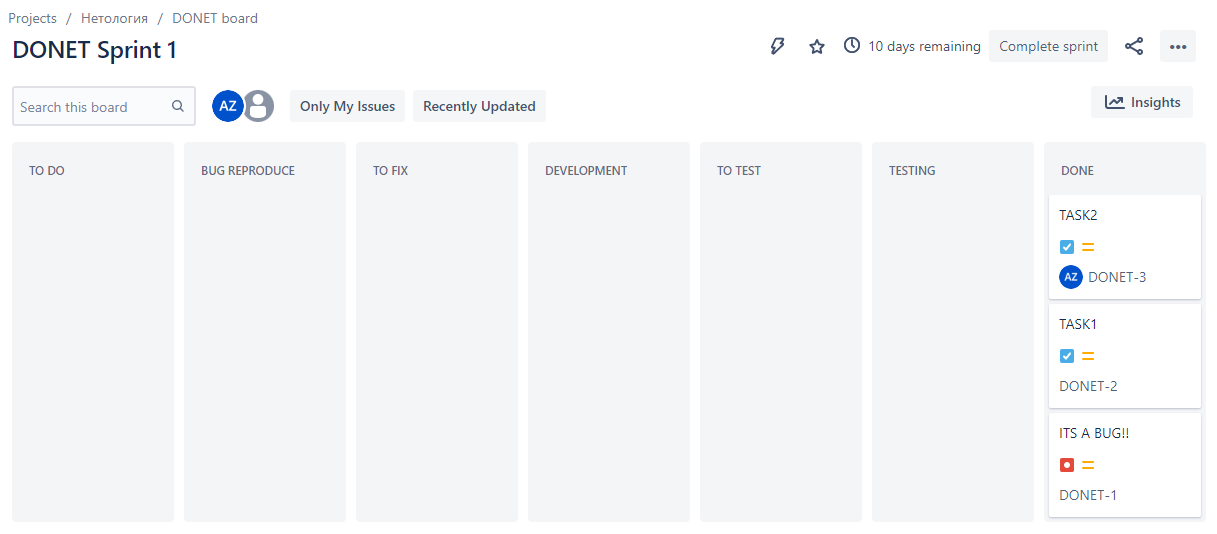 Projects / Нетология / DONET board
DONET Sprint 1
10 days remaining
Complete sprint
Search this board
AZ
Only My Issues
Recently Updated
Insights
TO DO
BUG REPRODUCE
TO FIX
DEVELOPMENT
TO TEST
TESTING
DONE
TASK2
AZ DONET-3
TASK1
DONET-2
ITS A BUG!!
DONET-1